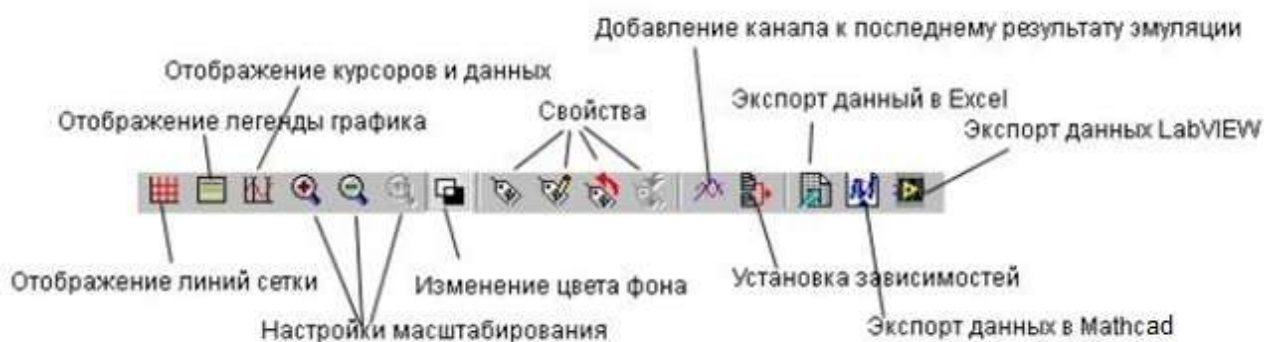 Добавление канала к последнему результату эмуляции
Отображение курсоров и данных
Свойства
Экспорт данный в Excel
Отображение легенды графика
Экспорт данных LabVIEW
Отображение линий сетки
Изменение цвета фона
Установка зависимостей
Настройки масштабирования
Экспорт данных в Mathcad